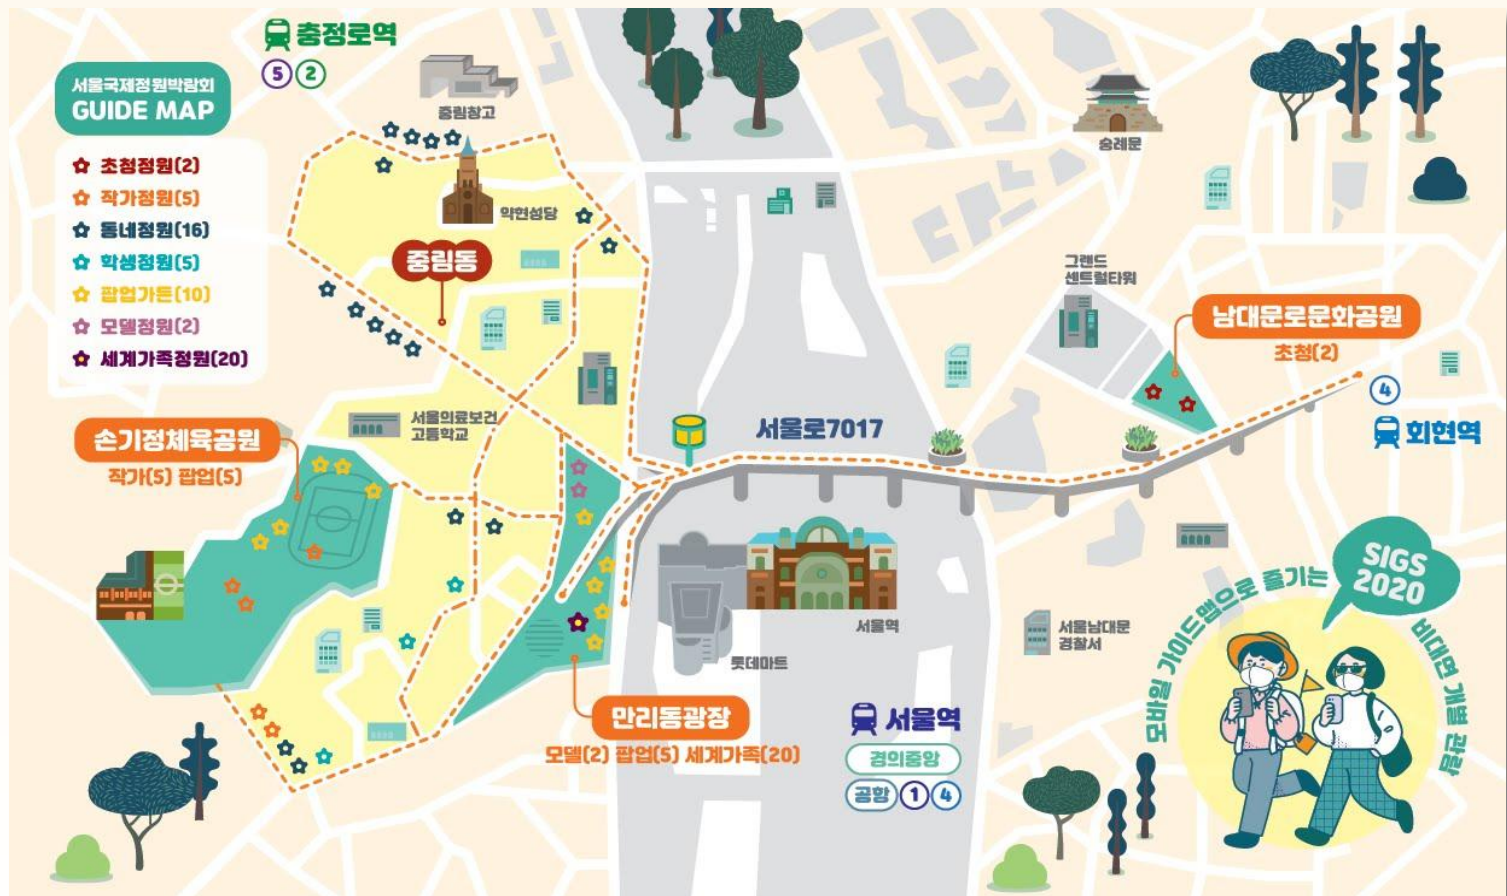 충정로역
5 2
서울국제정원박람회
GUIDE MAP
초청정원(2)
작가정원(5)
동네정원(16)
학생정원(5)
팝업가든(10)
모델정원(2)
세계가족정원(20)
중림창고
약현성당
중림동
숭례문
그랜드
센트럴타워
남대문로문화공원
초청(2)
4
회현역
서울로7017
서울의료보건
고등학교
손기정체육공원
작가(5) 팝업(5)
서울역
롯데마트
만리동광장
모델(2) 팝업(5) 세계가족(20)
서울역
경의중앙
공항 1 4
서울남대문
경찰서
SIGS
2020
모바일 가이드맵으로 즐기는
비대면 개별 관람